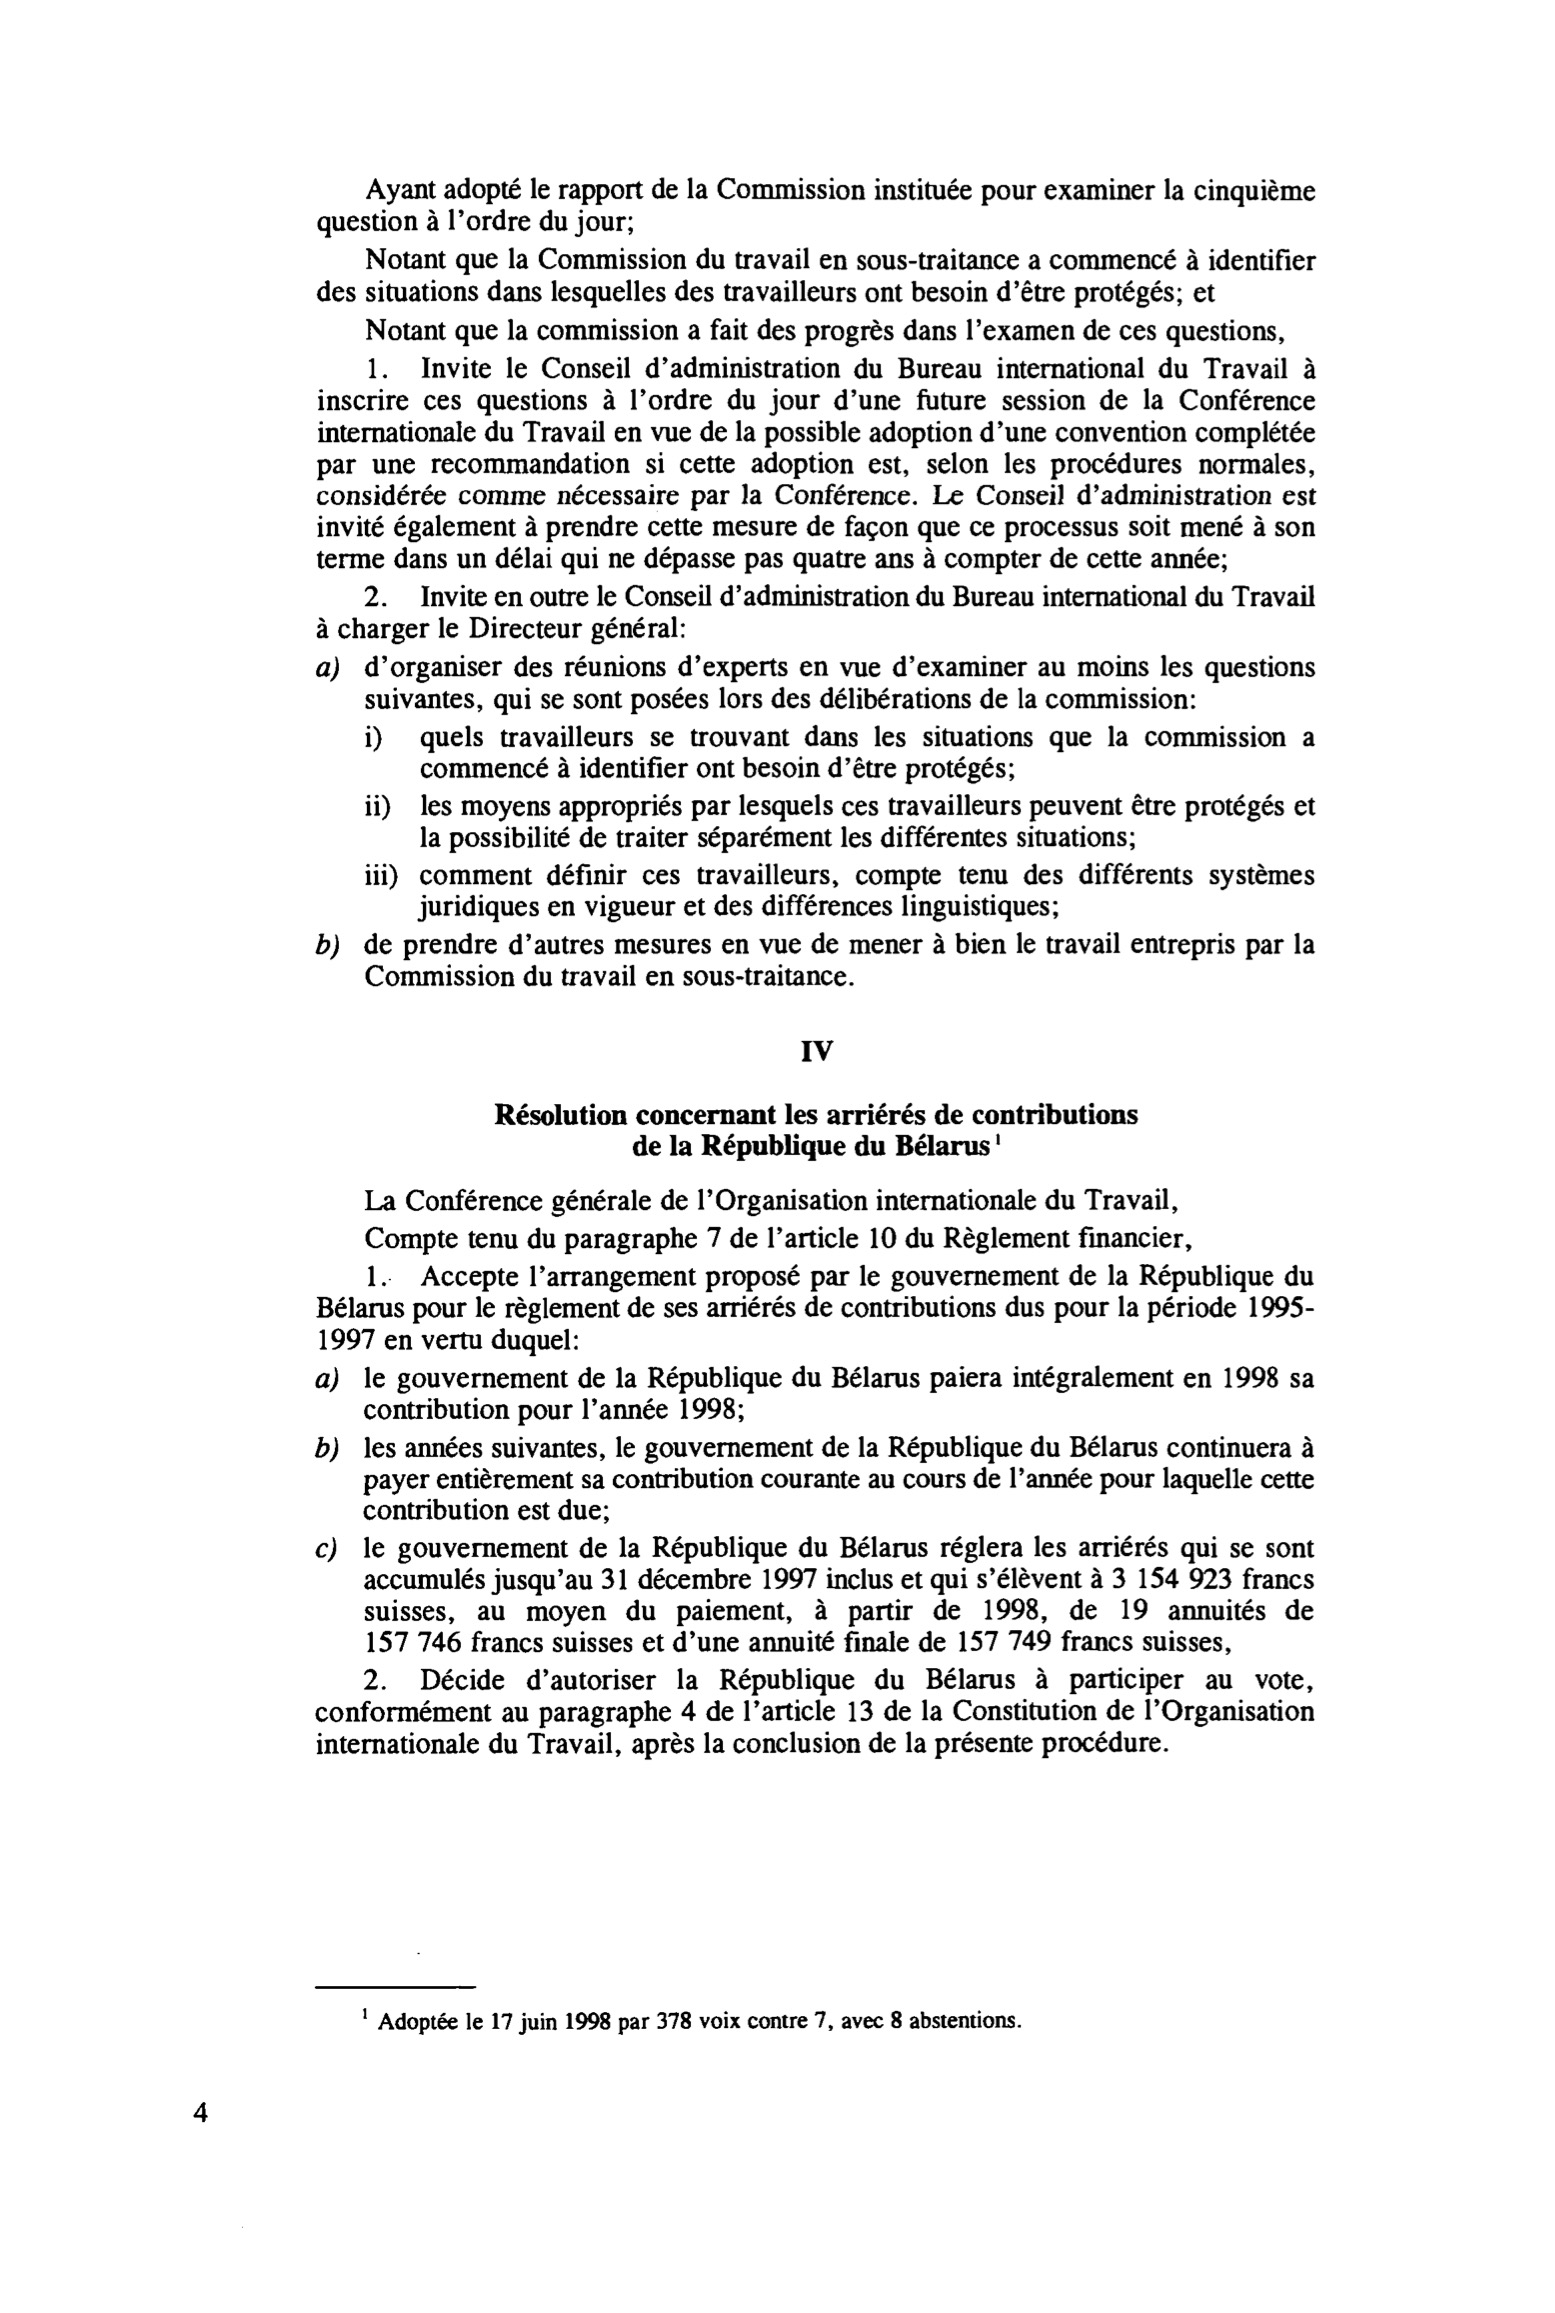 Ayant adopté le rapport de la Commission instituée pour examiner la cinquième
question à l'ordre du jour;
Notant que la Commission du travail en sous-traitance a commencé à identifier
des situations dans lesquelles des travailleurs ont besoin d'être protégés; et
Notant que la commission a fait des progrès dans l'examen de ces questions,
1. Invite le Conseil d'administration du Bureau international du Travail à
inscrire ces questions à l'ordre du jour d'une future session de la Conférence
internationale du Travail en vue de la possible adoption d'une convention complétée
par une recommandation si cette adoption est, selon les procédures normales,
considérée comme nécessaire par la Conférence. Le Conseil d'administration est
invité également à prendre cette mesure de façon que ce processus soit mené à son
terme dans un délai qui ne dépasse pas quatre ans à compter de cette année;
2. Invite en outre le Conseil d'administration du Bureau international du Travail
à charger le Directeur général:
a) d'organiser des réunions d'experts en vue d'examiner au moins les questions
suivantes, qui se sont posées lors des délibérations de la commission:
i) quels travailleurs se trouvant dans les situations que la commission a
commencé à identifier ont besoin d'être protégés;
ii) les moyens appropriés par lesquels ces travailleurs peuvent être protégés et
la possibilité de traiter séparément les différentes situations;
iii) comment définir ces travailleurs, compte tenu des différents systèmes
juridiques en vigueur et des différences linguistiques;
b) de prendre d'autres mesures en vue de mener à bien le travail entrepris par la
Commission du travail en sous-traitance.
IV
Résolution concernant les arriérés de contributions
de la République du Bélarus ¹
La Conférence générale de l'Organisation internationale du Travail,
Compte tenu du paragraphe 7 de l'article 10 du Règlement financier,
1. Accepte l'arrangement proposé par le gouvernement de la République du
Bélarus pour le règlement de ses arriérés de contributions dus pour la période 1995-
1997 en vertu duquel:
a) le gouvernement de la République du Bélarus paiera intégralement en 1998 sa
contribution pour l'année 1998;
b) les années suivantes, le gouvernement de la République du Bélarus continuera à
payer entièrement sa contribution courante au cours de l'année pour laquelle cette
contribution est due;
c) le gouvernement de la République du Bélarus réglera les arriérés qui se sont
accumulés jusqu'au 31 décembre 1997 inclus et qui s'élèvent à 3 154 923 francs
suisses, au moyen du paiement, à partir de 1998, de 19 annuités de
157 746 francs suisses et d'une annuité finale de 157 749 francs suisses,
2. Décide d'autoriser la République du Bélarus à participer au vote,
conformément au paragraphe 4 de l'article 13 de la Constitution de l'Organisation
internationale du Travail, après la conclusion de la présente procédure.
¹ Adoptée le 17 juin 1998 par 378 voix contre 7, avec 8 abstentions.
4